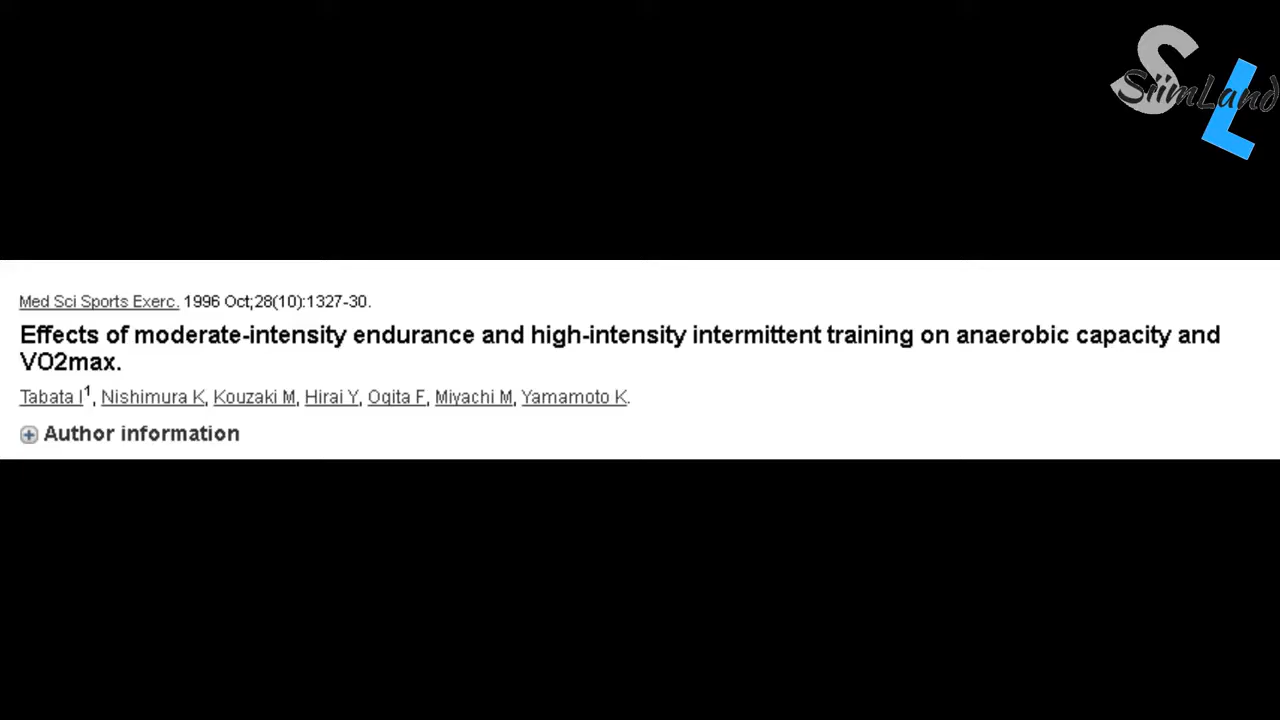 SiimLand
Med Sci Sports Exerc. 1996 Oct;28(10):1327-30.
Effects of moderate-intensity endurance and high-intensity intermittent training on anaerobic capacity and
VO2max.
Tabata I1, Nishimura K, Kouzaki M, Hirai Y, Ogita F, Miyachi M, Yamamoto K.
Author information